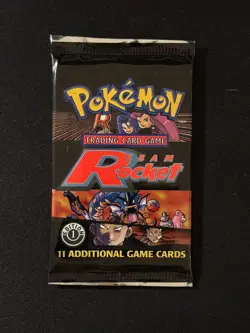 POKéMON
TRADING CARD GAME
TEAM
Rocket
EDITION
1
11 ADDITIONAL GAME CARDS